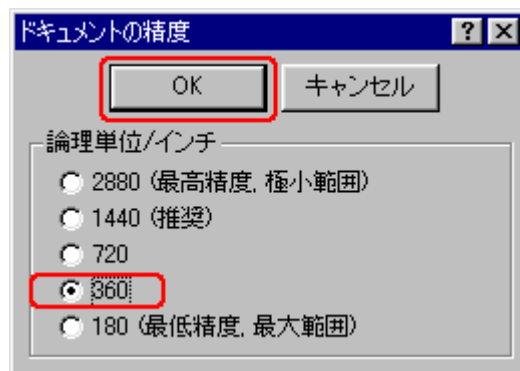 ドキュメントの精度
OK
キャンセル
論理単位/インチ
2880 (最高精度, 極小範囲)
1440 (推奨)
720
360
180 (最低精度, 最大範囲)